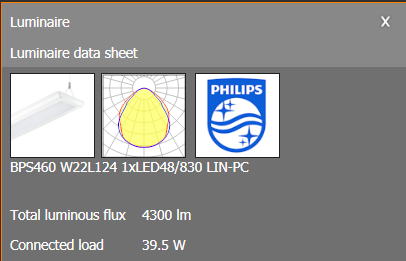 Luminaire X
Luminaire data sheet
PHILIPS
BPS460 W22L124 1xLED48/830 LIN-PC
Total luminous flux 4300 lm
Connected load 39.5 W